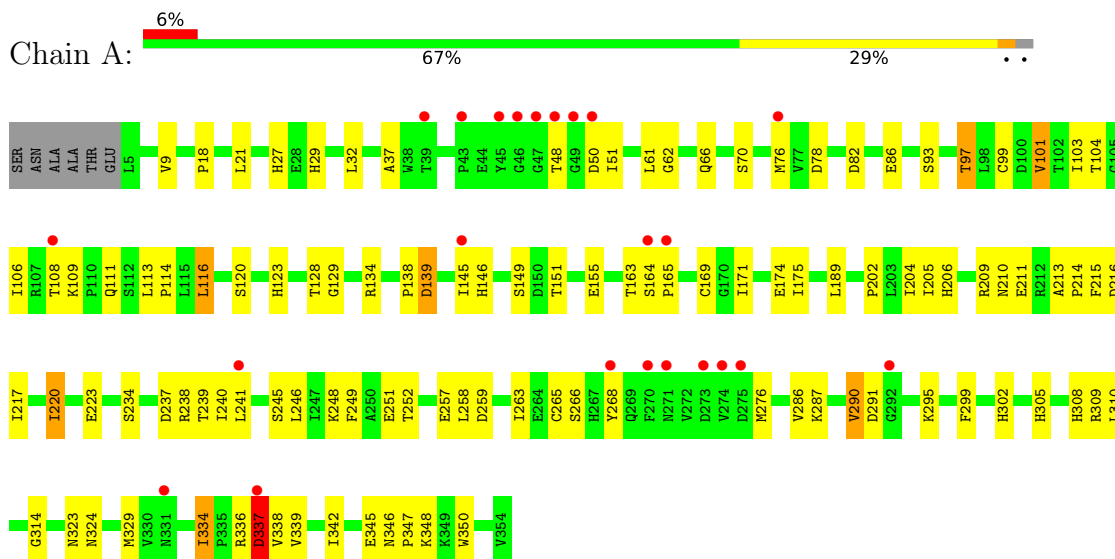 6%
Chain A:
67% 29% . .
SER ASN ALA ALA THR GLU L5 V9 P18 L21 H27 E28 H29 L32 A37 W38 T39 P43 E44 Y45 G46 G47 T48 G49 D50 I51 L61 G62 Q66 S70 M76 V77 D78 D82 E86 S93 T97 L98 C99 D100 V101 T102 I103 T104 G105
I106 R107 T108 K109 P110 Q111 S112 L113 P114 L115 L116 S120 H123 T128 G129 R134 P138 D139 I145 H146 S149 D150 T151 E155 T163 S164 P165 C169 G170 I171 E174 I175 L189 P202 L203 I204 I205 H206 R209 N210 E211 R212 A213 P214 F215 D216
I217 I220 E223 S234 D237 R238 T239 I240 L241 S245 L246 I247 K248 F249 A250 E251 T252 E257 L258 D259 I263 E264 C265 S266 H267 Y268 Q269 F270 N271 V272 D273 V274 D275 M276 V286 K287 V290 D291 G292 K295 F299 H302 H305 H308 R309 L310
G314 N323 N324 M329 V330 N331 I334 P335 R336 D337 V338 V339 I342 E345 N346 P347 K348 K349 W350 V354